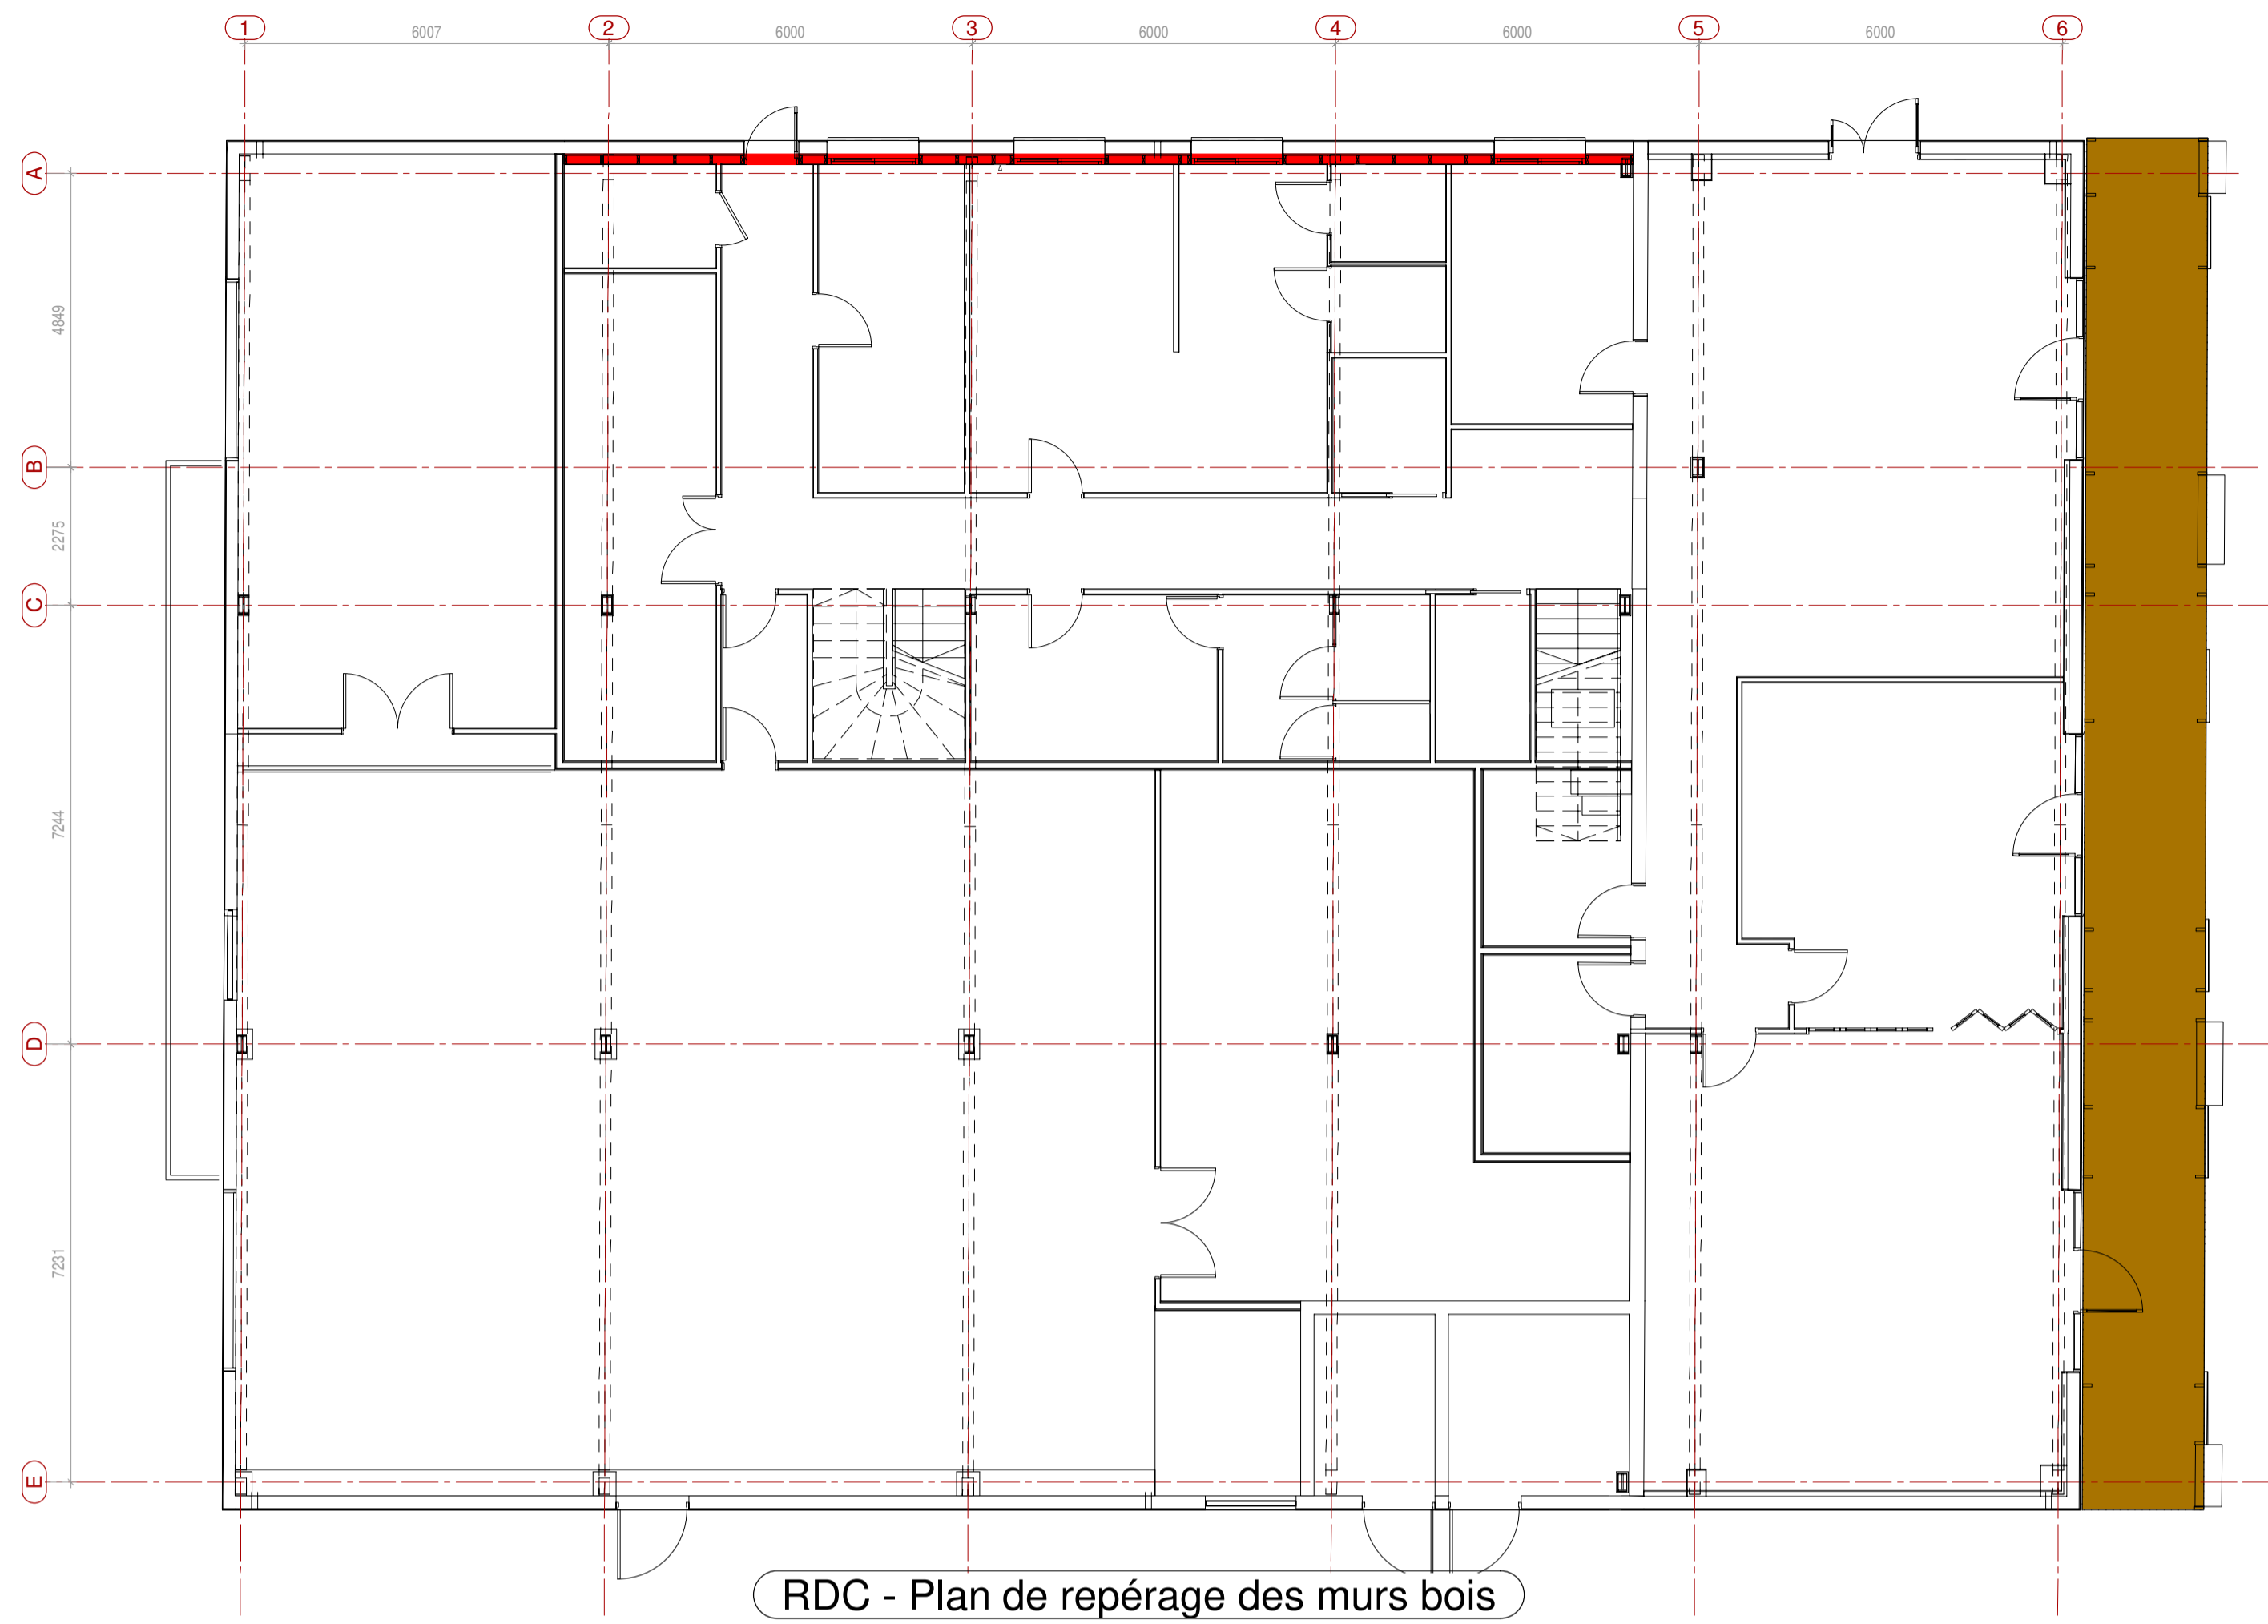 1 2 3 4 5 6
6007 6000 6000 6000 6000
A
4849
B
2275
C
7244
D
7231
E
RDC - Plan de repérage des murs bois